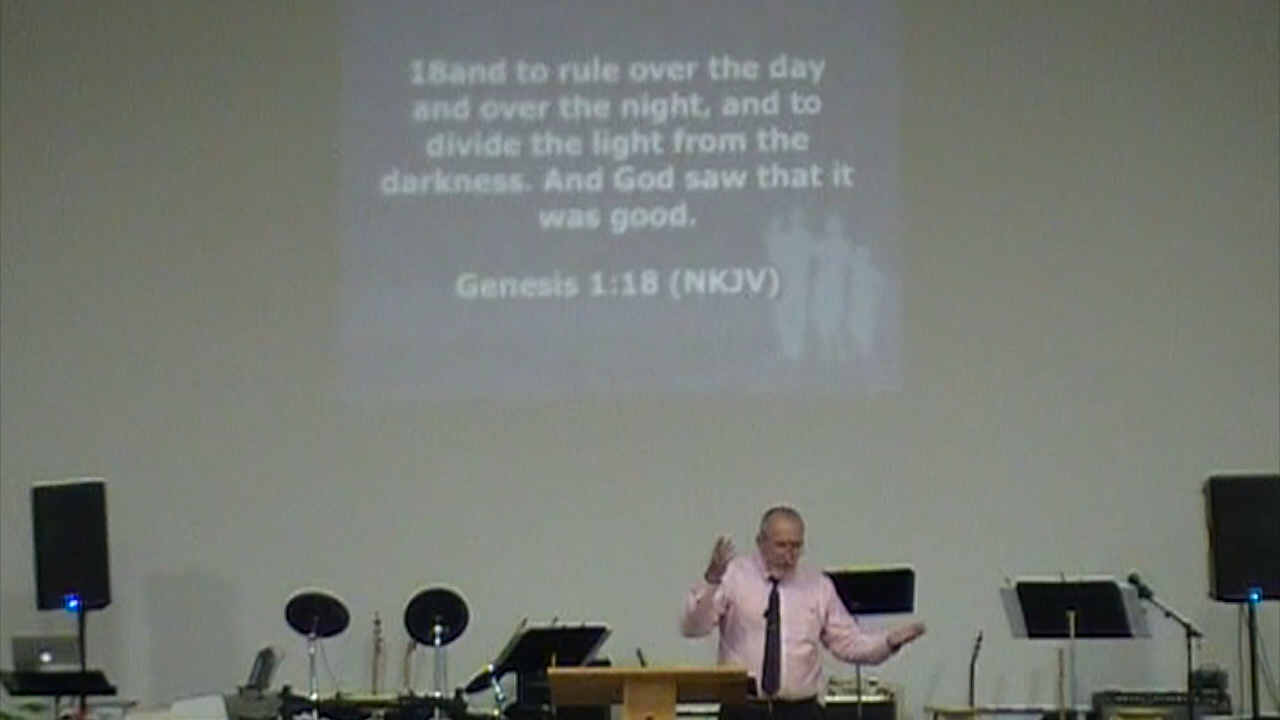 18and to rule over the day
and over the night, and to
divide the light from the
darkness. And God saw that it
was good.
Genesis 1:18 (NKJV)